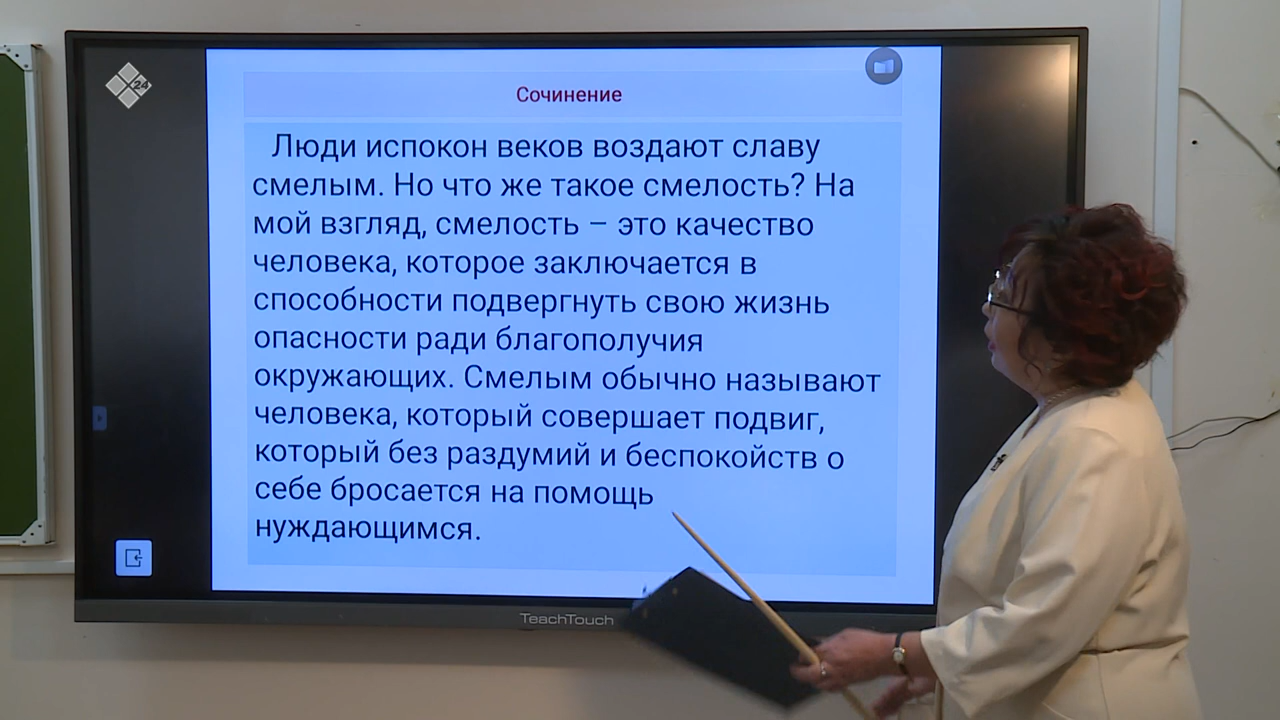 X24
Сочинение
Люди испокон веков воздают славу
смелым. Но что же такое смелость? На
мой взгляд, смелость – это качество
человека, которое заключается в
способности подвергнуть свою жизнь
опасности ради благополучия
окружающих. Смелым обычно называют
человека, который совершает подвиг,
который без раздумий и беспокойств о
себе бросается на помощь
нуждающимся.
TeachTouch